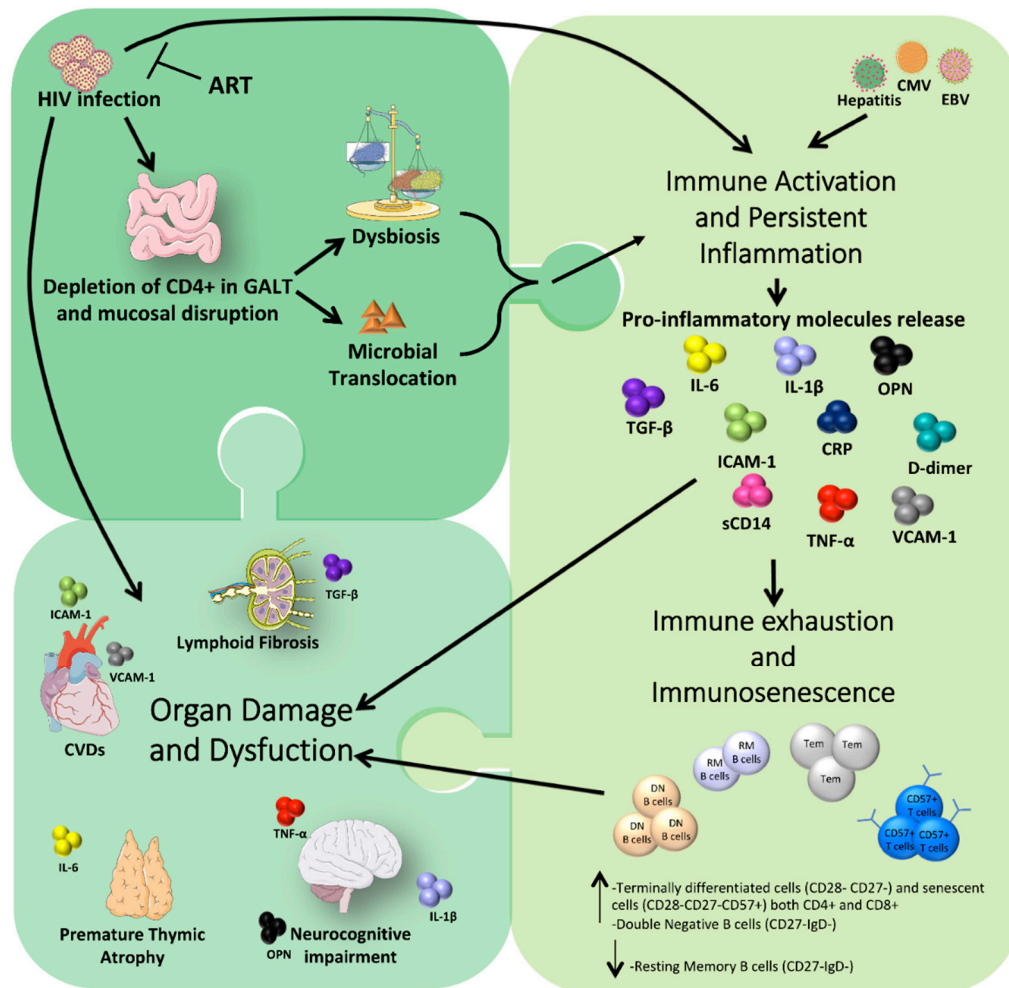 HIV infection
ART
Depletion of CD4+ in GALT
and mucosal disruption
Dysbiosis
Microbial
Translocation
Hepatitis
CMV
EBV
Immune Activation
and Persistent
Inflammation
Pro-inflammatory molecules release
IL-6
IL-1β
OPN
TGF-β
ICAM-1
CRP
D-dimer
sCD14
TNF-α
VCAM-1
Immune exhaustion
and
Immunosenescence
RM
B cells
RM
B cells
Tem
Tem
Tem
DN
B cells
DN
B cells
DN
B cells
CD57+
T cells
CD57+
T cells
CD57+
T cells
-Terminally differentiated cells (CD28- CD27-) and senescent
cells (CD28-CD27-CD57+) both CD4+ and CD8+
-Double Negative B cells (CD27-IgD-)
-Resting Memory B cells (CD27-IgD-)
ICAM-1
VCAM-1
CVDs
TGF-β
Lymphoid Fibrosis
Organ Damage
and Dysfuction
IL-6
Premature Thymic
Atrophy
TNF-α
IL-1β
OPN
Neurocognitive
impairment